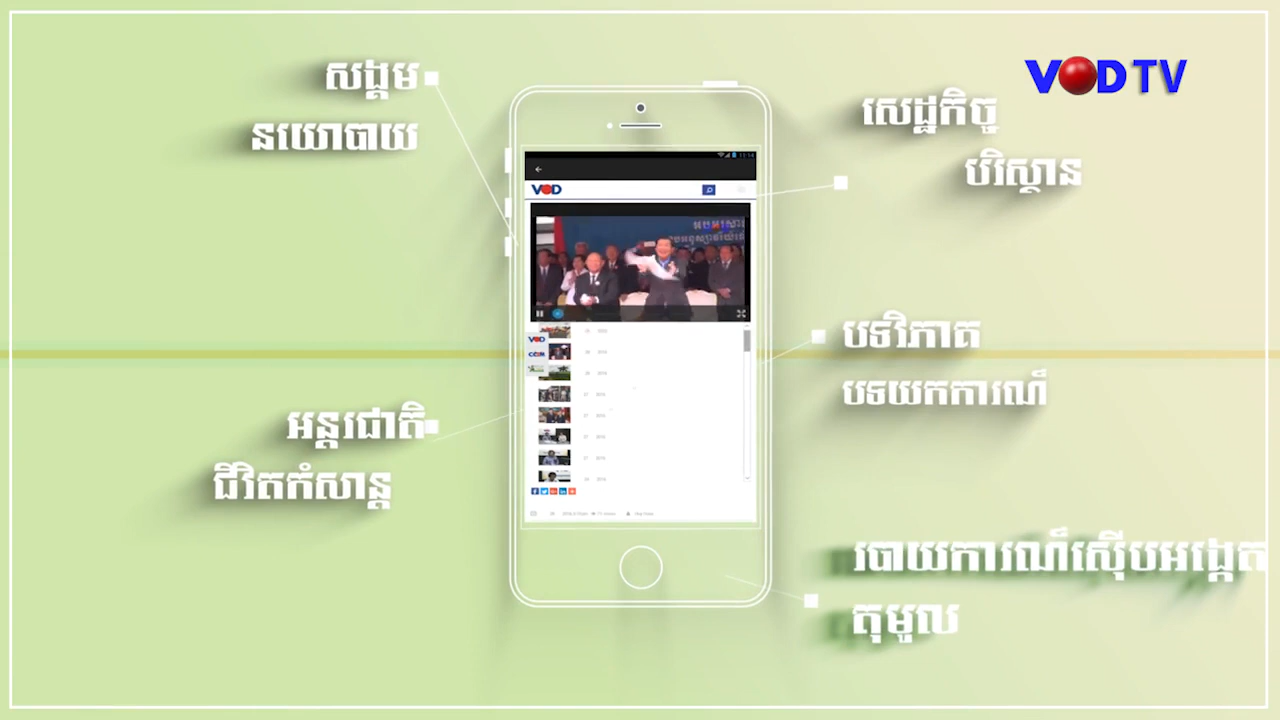 VOD TV
សង្គម
នយោបាយ
សេដ្ឋកិច្ច
បរិស្ថាន
11:14
VOD
បទវិភាគ
បទយកការណ៍
អន្តរជាតិ
ជីវិតកំសាន្ត
របាយការណ៍ស៊ើបអង្កេត
តុមូល